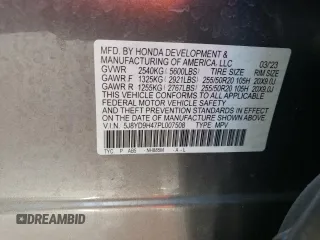 MFD. BY HONDA DEVELOPMENT &
MANUFACTURING OF AMERICA, LLC 03/23
GVWR 2540KG (5600LBS) TIRE SIZE RIM SIZE
GAWR F 1325KG (2921LBS) 255/50R20 105H 20X9.0J
GAWR R 1255KG (2767LBS) 255/50R20 105H 20X9.0J
THIS VEHICLE CONFORMS TO ALL APPLICABLE
FEDERAL MOTOR VEHICLE SAFETY AND THEFT
PREVENTION STANDARDS IN EFFECT ON THE DATE
OF MANUFACTURE SHOWN ABOVE.
V.I.N. 5J8YD9H47PL007508 TYPE MPV
TYC P A-L
DREAMBID
DREAMBID.COM